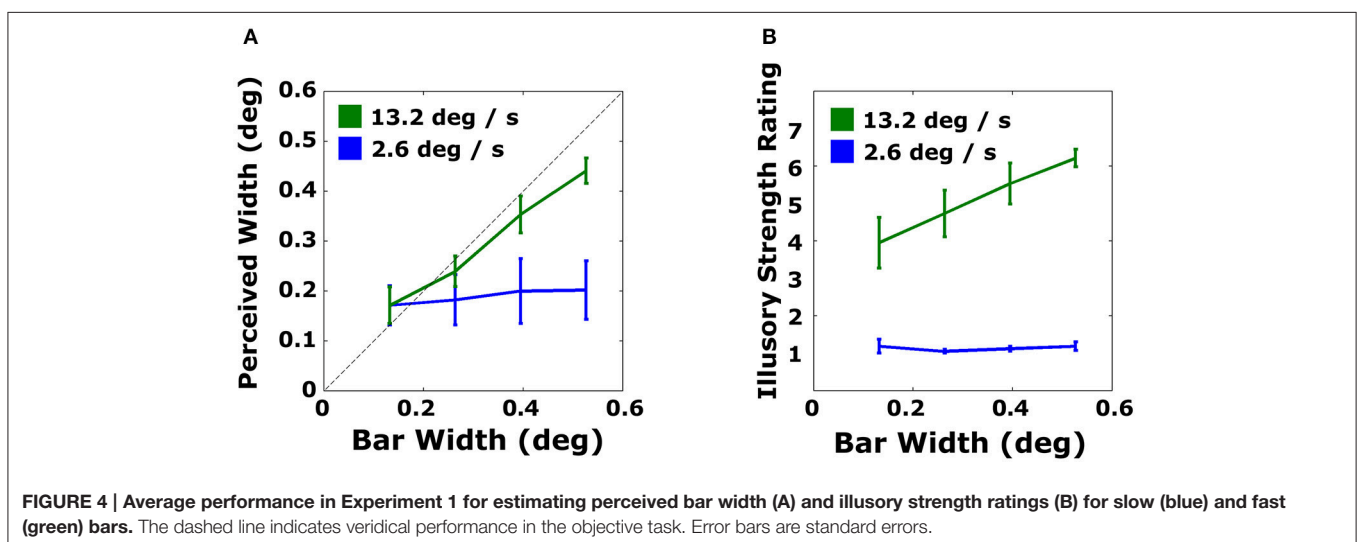 A
Perceived Width (deg)
0.6
0.5
0.4
0.3
0.2
0.1
0
13.2 deg / s
2.6 deg / s
0
0.2
0.4
0.6
Bar Width (deg)
B
Illusory Strength Rating
7
6
5
4
3
2
1
13.2 deg / s
2.6 deg / s
0
0.2
0.4
0.6
Bar Width (deg)
FIGURE 4 | Average performance in Experiment 1 for estimating perceived bar width (A) and illusory strength ratings (B) for slow (blue) and fast
(green) bars. The dashed line indicates veridical performance in the objective task. Error bars are standard errors.